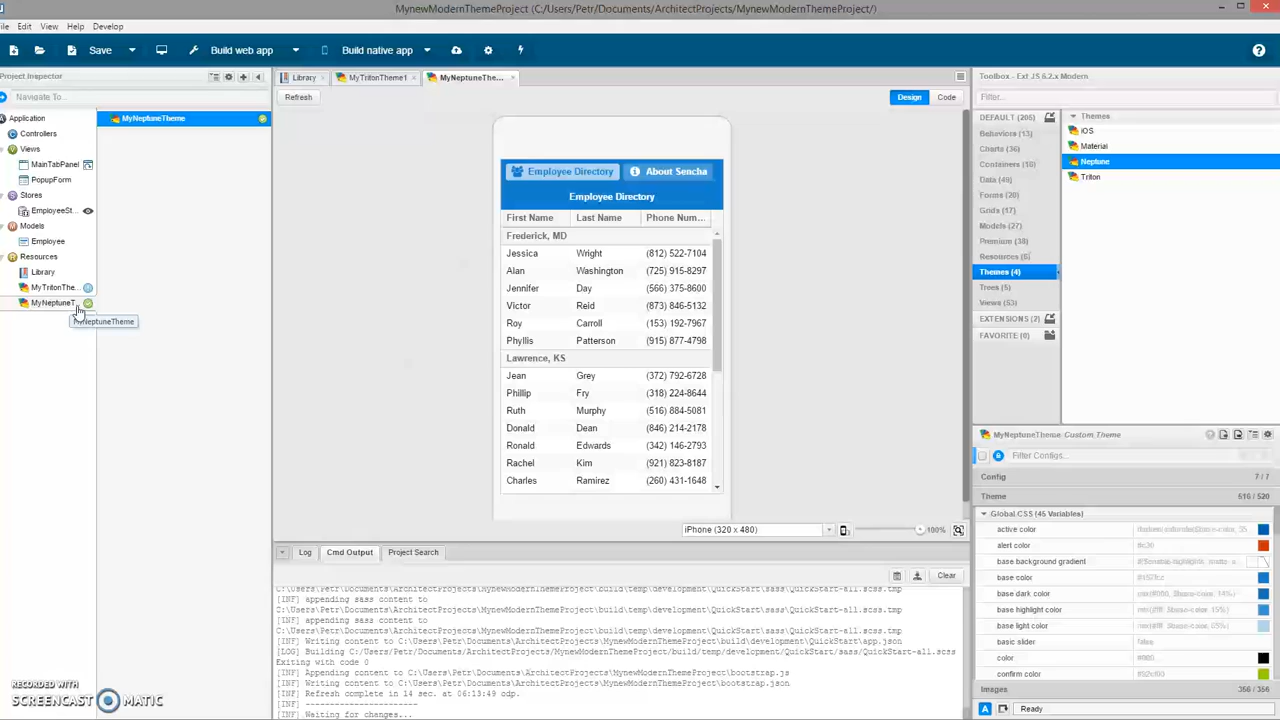 MynewModernThemeProject (C:/Users/Petr/Documents/ArchitectProjects/MynewModernThemeProject/)
File Edit View Help Develop
Save Build web app Build native app
Project Inspector
Navigate To...
Application
Controllers
Views
MainTabPanel
PopupForm
Stores
EmployeeSt...
Models
Employee
Resources
Library
MyTritonThe...
MyNeptuneT...
MyNeptuneTheme
MyNeptuneTheme
Library MyTritonTheme1 MyNeptuneThe...
Refresh Design Code
Employee Directory About Sencha
Employee Directory
First Name Last Name Phone Num...
Frederick, MD
Jessica Wright (812) 522-7104
Alan Washington (725) 915-8297
Jennifer Day (566) 375-8600
Victor Reid (873) 846-5132
Roy Carroll (153) 192-7967
Phyllis Patterson (915) 877-4798
Lawrence, KS
Jean Grey (372) 792-6728
Phillip Fry (318) 224-8644
Ruth Murphy (516) 884-5081
Donald Dean (846) 214-2178
Ronald Edwards (342) 146-2793
Rachel Kim (921) 823-8187
Charles Ramirez (260) 431-1648
iPhone (320 x 480) 100%
Log Cmd Output Project Search
Clear
C:/Users/Petr/Documents/ArchitectProjects/MynewModernThemeProject/build/temp/development/QuickStart/sass/QuickStart-all.scss.tmp
[INF] appending sass content to
C:/Users/Petr/Documents/ArchitectProjects/MynewModernThemeProject/build/temp/development/QuickStart/sass/QuickStart-all.scss.tmp
[INF] appending sass content to
C:/Users/Petr/Documents/ArchitectProjects/MynewModernThemeProject/build/temp/development/QuickStart/sass/QuickStart-all.scss.tmp
[INF] Writing content to C:/Users/Petr/Documents/ArchitectProjects/MynewModernThemeProject/build/development/QuickStart/app.json
[LOG] Building C:/Users/Petr/Documents/ArchitectProjects/MynewModernThemeProject/build/temp/development/QuickStart/sass/QuickStart-all.scss
Exiting with code 0
[INF] Appending content to C:/Users/Petr/Documents/ArchitectProjects/MynewModernThemeProject/bootstrap.js
[INF] Writing content to C:/Users/Petr/Documents/ArchitectProjects/MynewModernThemeProject/bootstrap.json
[INF] Refresh complete in 14 sec. at 06:13:49 odp.
[INF] ------------------------
[INF] Waiting for changes...
Toolbox - Ext JS 6.2.x Modern
Filter...
DEFAULT (205)
Behaviors (13)
Charts (36)
Containers (10)
Data (49)
Forms (20)
Grids (17)
Models (27)
Premium (38)
Resources (5)
Themes (4)
Trees (5)
Views (53)
EXTENSIONS (2)
FAVORITE (0)
Themes
iOS
Material
Neptune
Triton
MyNeptuneTheme Custom Theme
Filter Configs...
Config 7 / 7
Theme 516 / 520
Global.CSS (45 Variables)
active color
alert color
base background gradient
base color
base dark color
base highlight color
base light color
basic slider false
color #000
confirm color
Images 356 / 356
Ready
RECORDED WITH
SCREENCAST MATIC